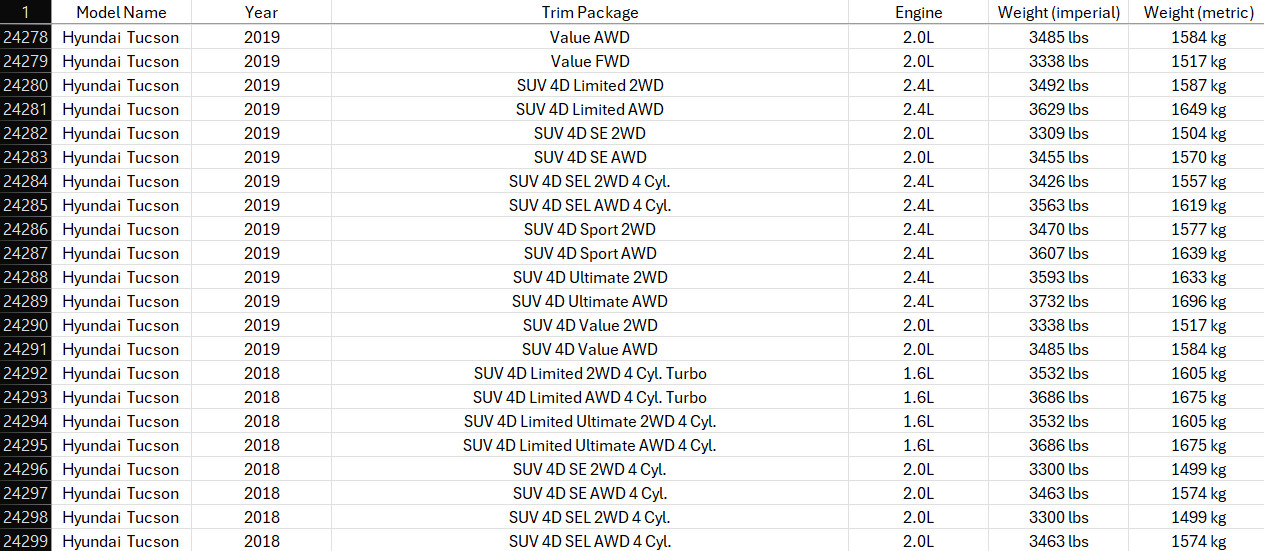 1 Model Name Year Trim Package Engine Weight (imperial) Weight (metric)
24278 Hyundai Tucson 2019 Value AWD 2.0L 3485 lbs 1584 kg
24279 Hyundai Tucson 2019 Value FWD 2.0L 3338 lbs 1517 kg
24280 Hyundai Tucson 2019 SUV 4D Limited 2WD 2.4L 3492 lbs 1587 kg
24281 Hyundai Tucson 2019 SUV 4D Limited AWD 2.4L 3629 lbs 1649 kg
24282 Hyundai Tucson 2019 SUV 4D SE 2WD 2.0L 3309 lbs 1504 kg
24283 Hyundai Tucson 2019 SUV 4D SE AWD 2.0L 3455 lbs 1570 kg
24284 Hyundai Tucson 2019 SUV 4D SEL 2WD 4 Cyl. 2.4L 3426 lbs 1557 kg
24285 Hyundai Tucson 2019 SUV 4D SEL AWD 4 Cyl. 2.4L 3563 lbs 1619 kg
24286 Hyundai Tucson 2019 SUV 4D Sport 2WD 2.4L 3470 lbs 1577 kg
24287 Hyundai Tucson 2019 SUV 4D Sport AWD 2.4L 3607 lbs 1639 kg
24288 Hyundai Tucson 2019 SUV 4D Ultimate 2WD 2.4L 3593 lbs 1633 kg
24289 Hyundai Tucson 2019 SUV 4D Ultimate AWD 2.4L 3732 lbs 1696 kg
24290 Hyundai Tucson 2019 SUV 4D Value 2WD 2.0L 3338 lbs 1517 kg
24291 Hyundai Tucson 2019 SUV 4D Value AWD 2.0L 3485 lbs 1584 kg
24292 Hyundai Tucson 2018 SUV 4D Limited 2WD 4 Cyl. Turbo 1.6L 3532 lbs 1605 kg
24293 Hyundai Tucson 2018 SUV 4D Limited AWD 4 Cyl. Turbo 1.6L 3686 lbs 1675 kg
24294 Hyundai Tucson 2018 SUV 4D Limited Ultimate 2WD 4 Cyl. 1.6L 3532 lbs 1605 kg
24295 Hyundai Tucson 2018 SUV 4D Limited Ultimate AWD 4 Cyl. 1.6L 3686 lbs 1675 kg
24296 Hyundai Tucson 2018 SUV 4D SE 2WD 4 Cyl. 2.0L 3300 lbs 1499 kg
24297 Hyundai Tucson 2018 SUV 4D SE AWD 4 Cyl. 2.0L 3463 lbs 1574 kg
24298 Hyundai Tucson 2018 SUV 4D SEL 2WD 4 Cyl. 2.0L 3300 lbs 1499 kg
24299 Hyundai Tucson 2018 SUV 4D SEL AWD 4 Cyl. 2.0L 3463 lbs 1574 kg